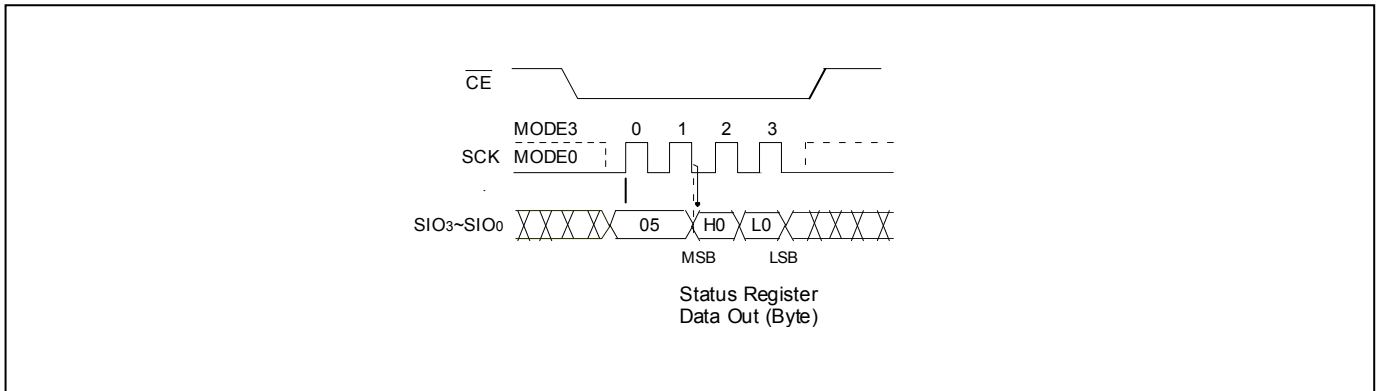 CE
MODE3 0 1 2 3
SCK MODE0
SIO3~SIO0 05 H0 L0
MSB LSB
Status Register
Data Out (Byte)